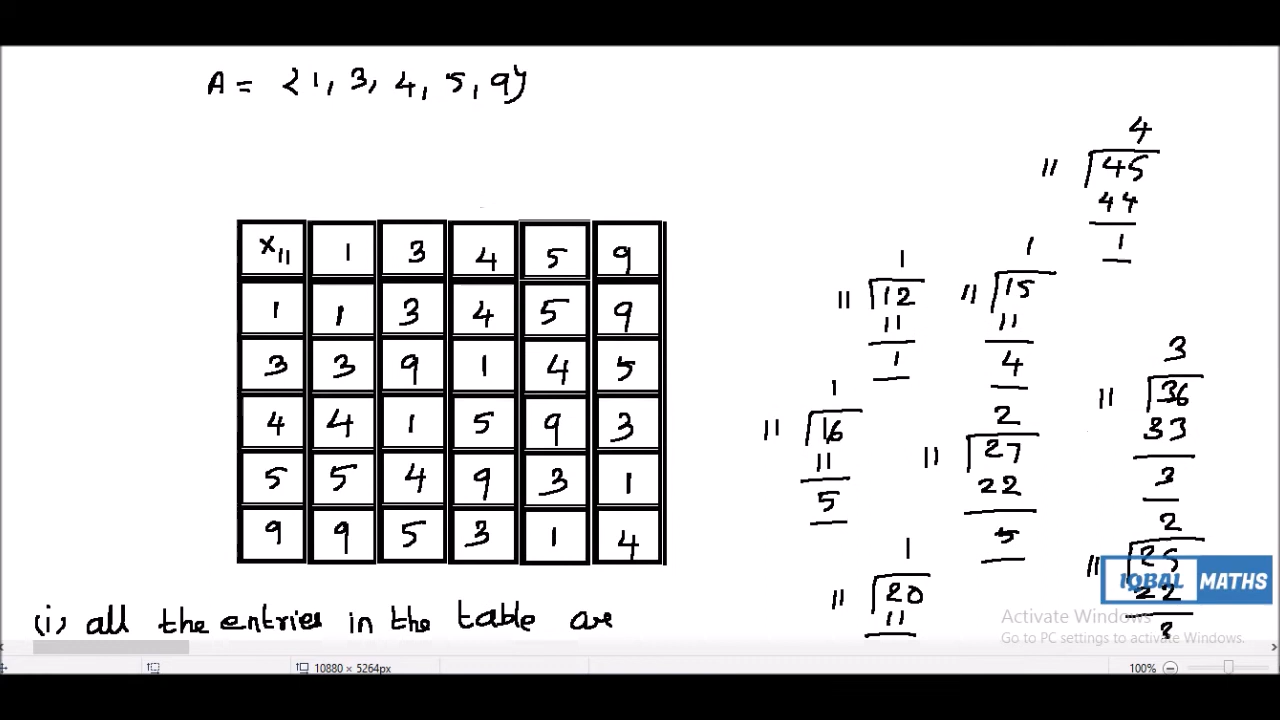 A = {1, 3, 4, 5, 9}
×11 1 3 4 5 9
1 1 3 4 5 9
3 3 9 1 4 5
4 4 1 5 9 3
5 5 4 9 3 1
9 9 5 3 1 4
(i) all the entries in the table are
4
11 45
44
1
1
11 12
11
1
1
11 15
11
4
1
11 16
11
5
2
11 27
22
5
3
11 36
33
3
1
11 20
11
2
11 25
22
3
IQBAL MATHS
Activate Windows
Go to PC settings to activate Windows.
10880 × 5264px
100%